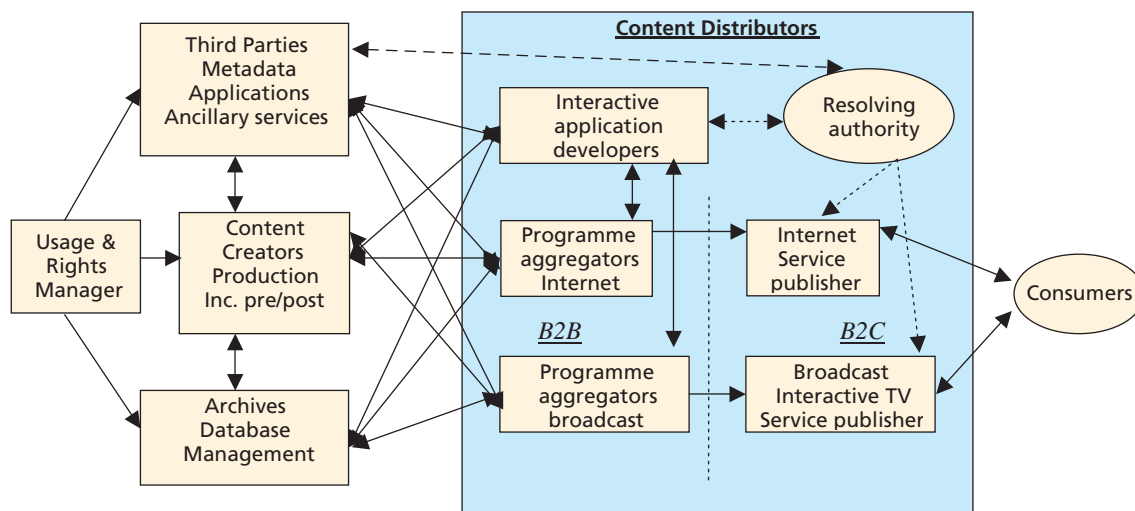 Content Distributors
Third Parties
Metadata
Applications
Ancillary services
Interactive
application
developers
Resolving
authority
Usage &
Rights
Manager
Content
Creators
Production
Inc. pre/post
Programme
aggregators
Internet
Internet
Service
publisher
Consumers
B2B
B2C
Archives
Database
Management
Programme
aggregators
broadcast
Broadcast
Interactive TV
Service publisher